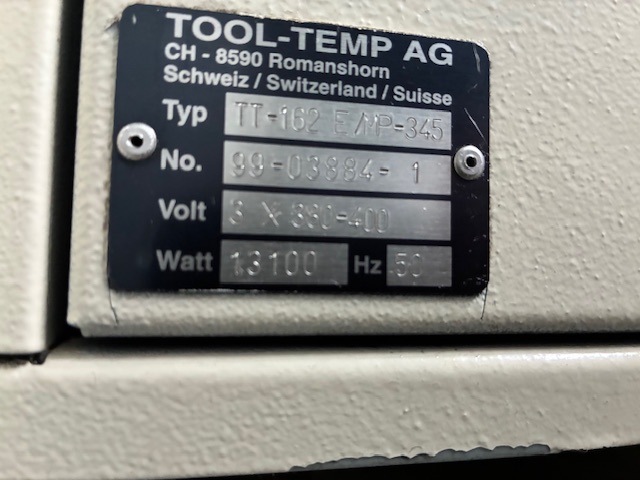 TOOL-TEMP AG
CH - 8590 Romanshorn
Schweiz / Switzerland / Suisse
Typ TT-162 E/MP-345
No. 99-03884- 1
Volt 3 X 380-400
Watt 13100 Hz 50